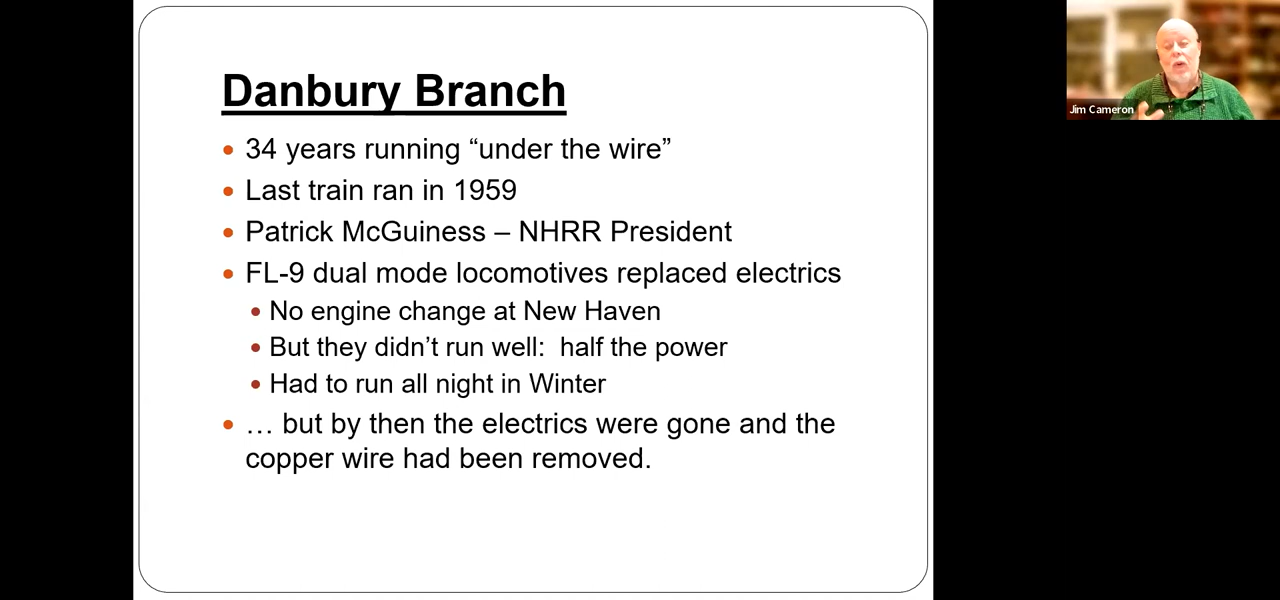 Danbury Branch
• 34 years running “under the wire”
• Last train ran in 1959
• Patrick McGuiness – NHRR President
• FL-9 dual mode locomotives replaced electrics
• No engine change at New Haven
• But they didn’t run well:  half the power
• Had to run all night in Winter
• … but by then the electrics were gone and the
copper wire had been removed.
Jim Cameron